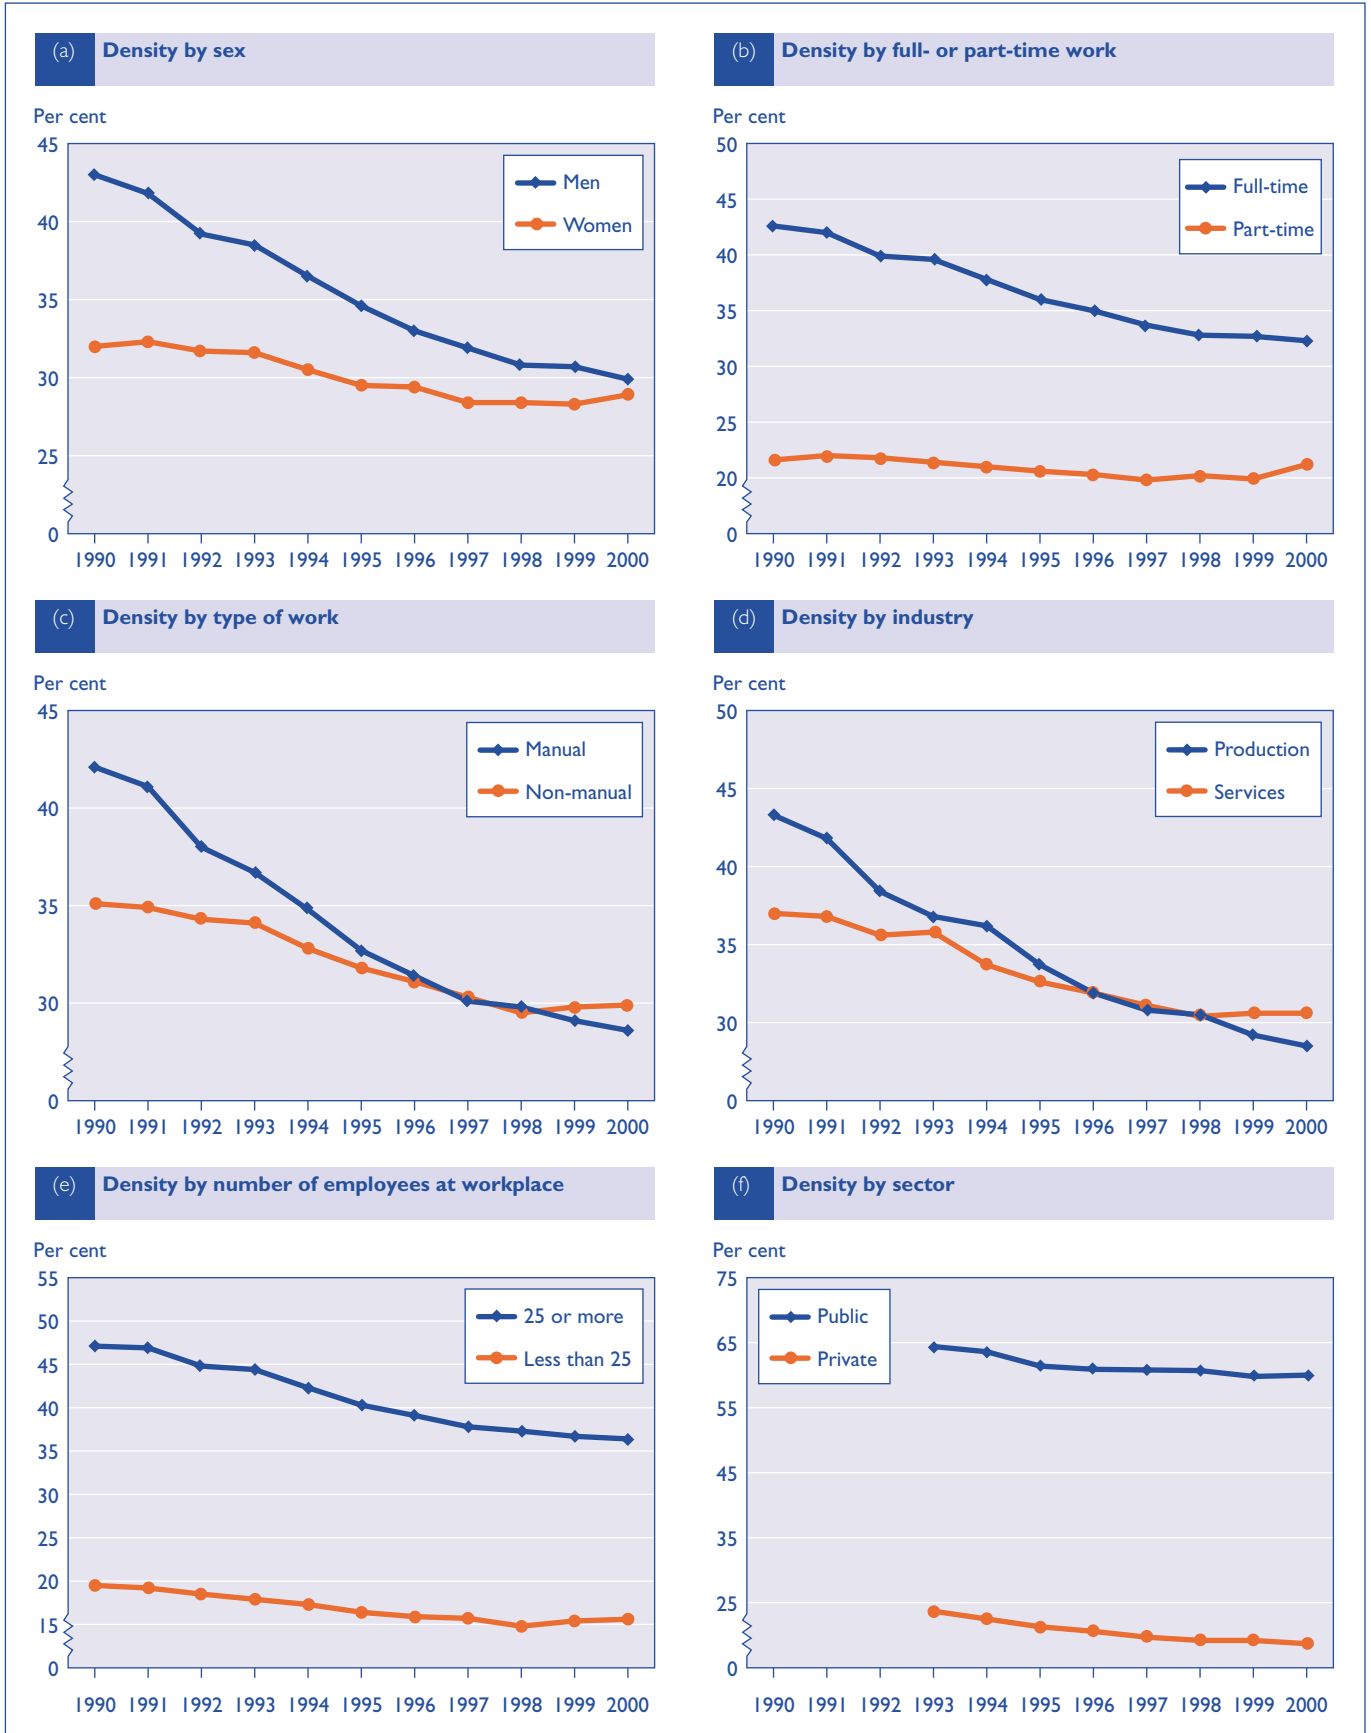 (a) Density by sex
Per cent
45
40
35
30
25
0
Men
Women
1990 1991 1992 1993 1994 1995 1996 1997 1998 1999 2000
(b) Density by full- or part-time work
Per cent
50
45
40
35
30
25
20
0
Full-time
Part-time
1990 1991 1992 1993 1994 1995 1996 1997 1998 1999 2000
(c) Density by type of work
Per cent
45
40
35
30
0
Manual
Non-manual
1990 1991 1992 1993 1994 1995 1996 1997 1998 1999 2000
(d) Density by industry
Per cent
50
45
40
35
30
0
Production
Services
1990 1991 1992 1993 1994 1995 1996 1997 1998 1999 2000
(e) Density by number of employees at workplace
Per cent
55
50
45
40
35
30
25
20
15
0
25 or more
Less than 25
1990 1991 1992 1993 1994 1995 1996 1997 1998 1999 2000
(f) Density by sector
Per cent
75
65
55
45
35
25
0
Public
Private
1990 1991 1992 1993 1994 1995 1996 1997 1998 1999 2000